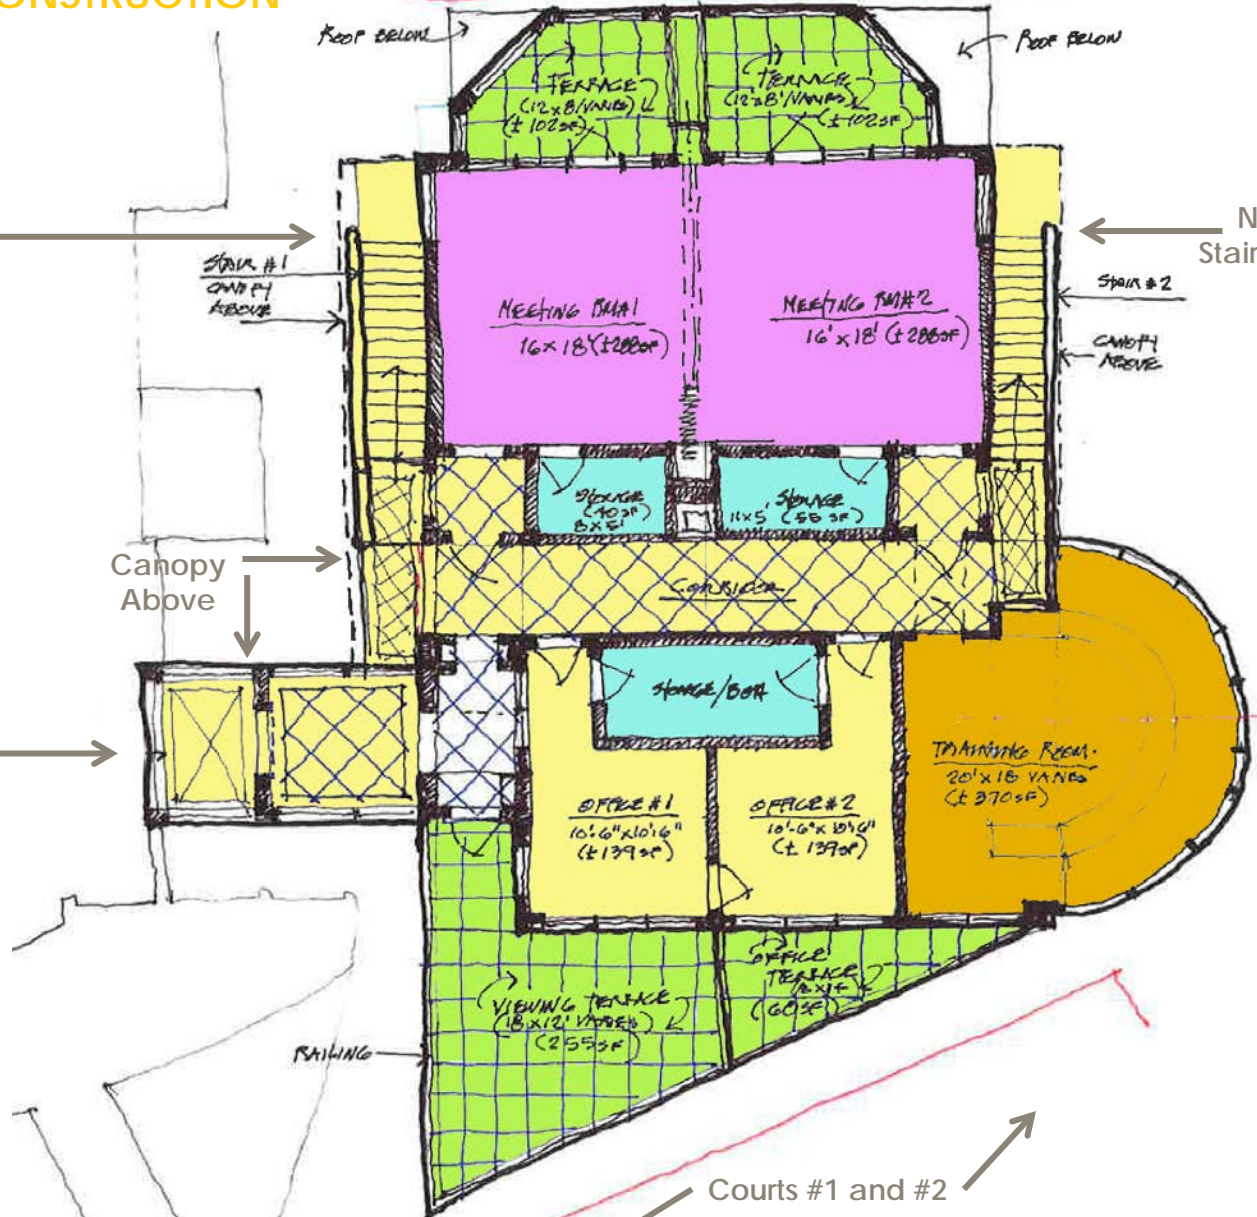 ONSTRUCTION
ROOF BELOW
ROOF BELOW
TERRACE
(12x8'/VARIES)
(± 102SF)
TERRACE
(12x8'/VARIES)
(± 102SF)
N
Stair
STAIR #1
CANOPY
ABOVE
STAIR #2
CANOPY
ABOVE
MEETING RM#1
16x18'(±288SF)
MEETING RM#2
16'x18' (±288SF)
STORAGE
(40SF)
8x5'
STORAGE
11x5' (55 SF)
CORRIDOR
Canopy
Above
STORAGE/
TRAINING ROOM
20'x18 VARIES
(± 370SF)
OFFICE #1
10'-6"x10'6"
(± 139SF)
OFFICE #2
10'-6"x10'6"
(± 139SF)
VIEWING TERRACE
(18x12' VARIES)
(255SF)
OFFICE
TERRACE
(60SF)
RAILING
Courts #1 and #2